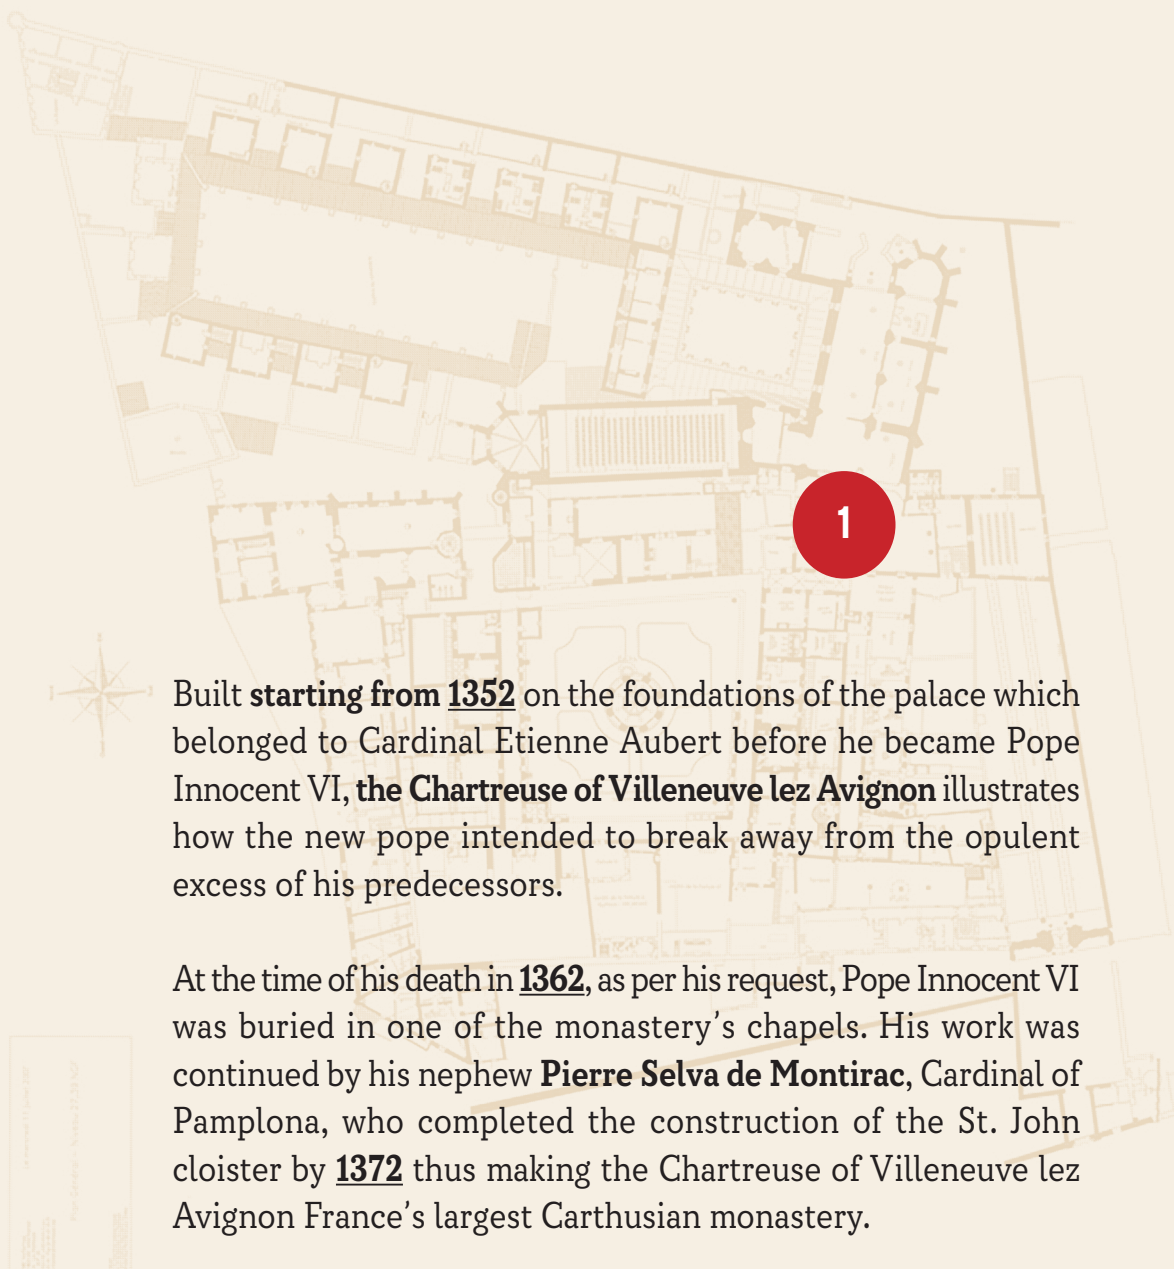 1
Built starting from 1352 on the foundations of the palace which
belonged to Cardinal Etienne Aubert before he became Pope
Innocent VI, the Chartreuse of Villeneuve lez Avignon illustrates
how the new pope intended to break away from the opulent
excess of his predecessors.
At the time of his death in 1362, as per his request, Pope Innocent VI
was buried in one of the monastery's chapels. His work was
continued by his nephew Pierre Selva de Montirac, Cardinal of
Pamplona, who completed the construction of the St. John
cloister by 1372 thus making the Chartreuse of Villeneuve lez
Avignon France's largest Carthusian monastery.